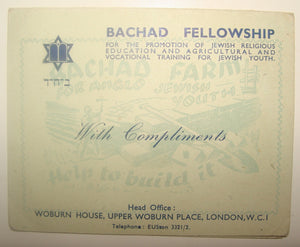 BACHAD FELLOWSHIP
FOR THE PROMOTION OF JEWISH RELIGIOUS
EDUCATION AND AGRICULTURAL AND
VOCATIONAL TRAINING FOR JEWISH YOUTH.
BACHAD FARM
FOR ANGLO JEWISH
YOUTH
With Compliments
Help to build it
Head Office :
WOBURN HOUSE, UPPER WOBURN PLACE, LONDON, W.C.1
Telephone : EUSton 3321/2.